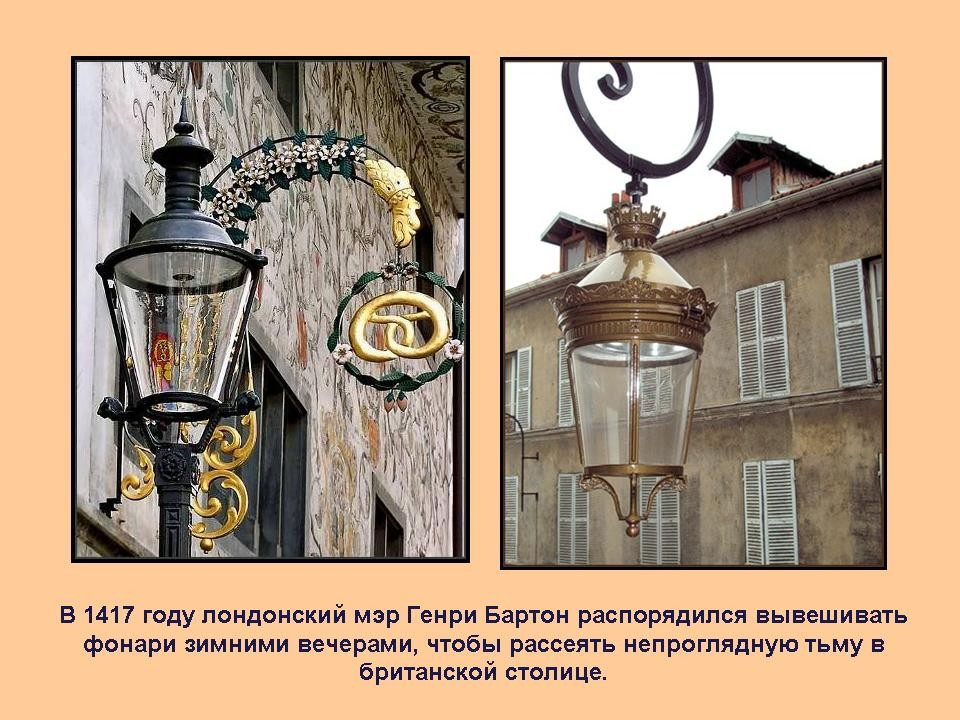 В 1417 году лондонский мэр Генри Бартон распорядился вывешивать
фонари зимними вечерами, чтобы рассеять непроглядную тьму в
британской столице.